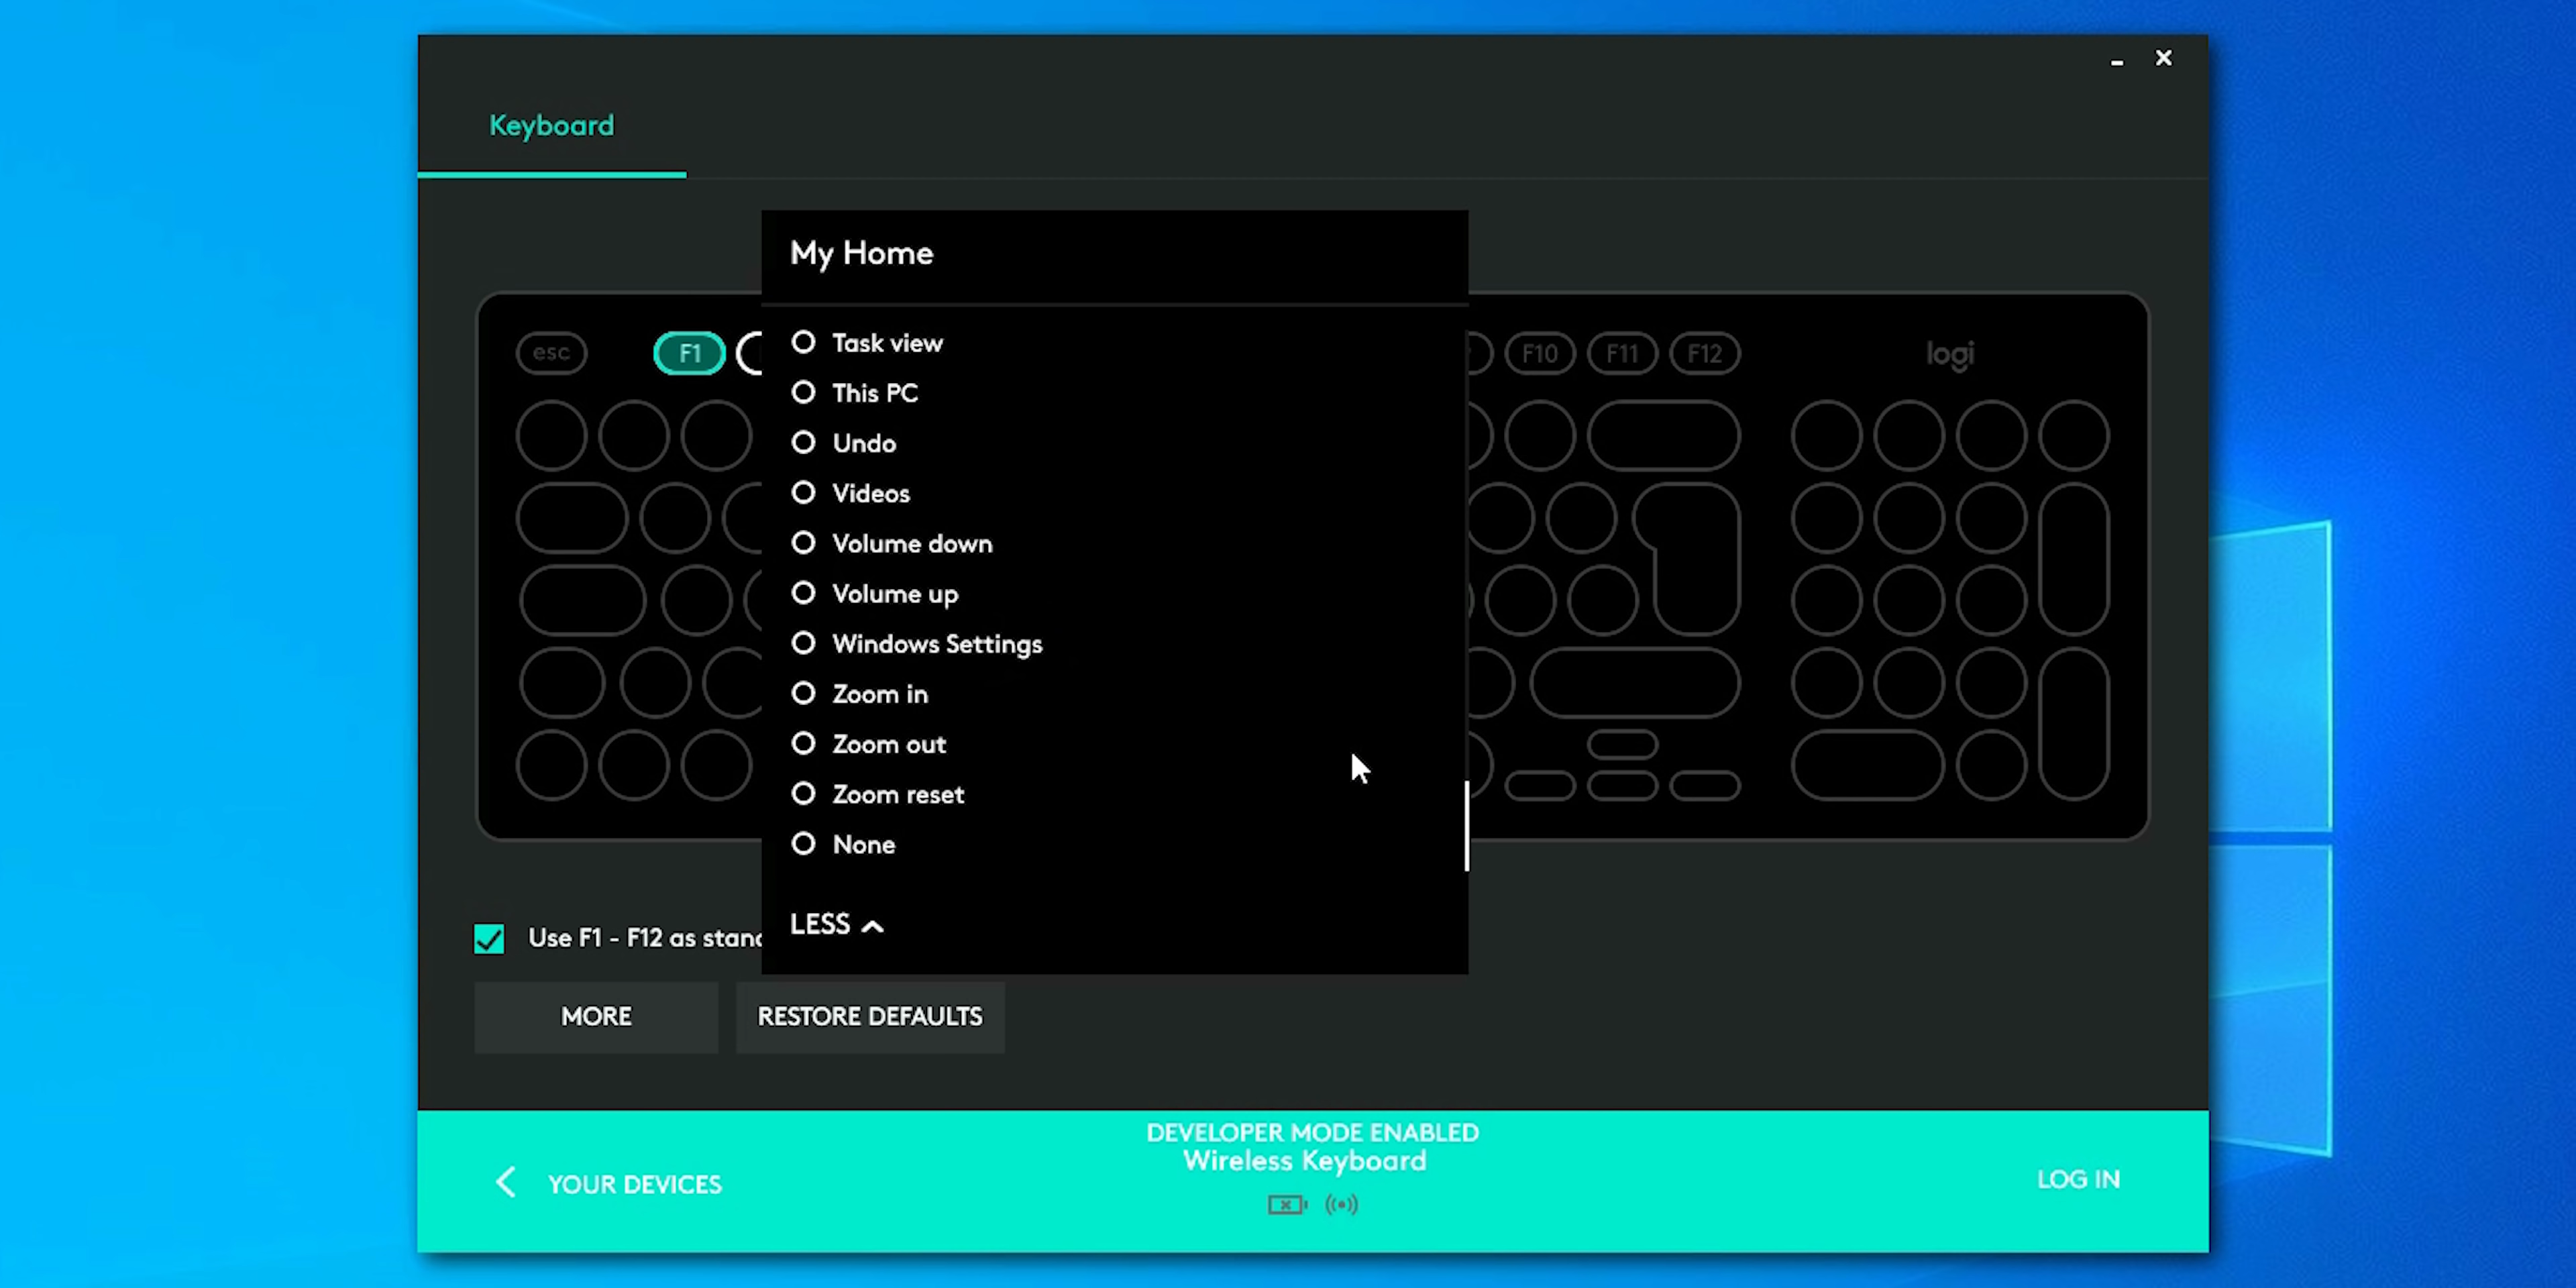 Keyboard
My Home
esc
F1
F10
F11
F12
logi
Task view
This PC
Undo
Videos
Volume down
Volume up
Windows Settings
Zoom in
Zoom out
Zoom reset
None
LESS
Use F1 - F12 as
MORE
RESTORE DEFAULTS
DEVELOPER MODE ENABLED
Wireless Keyboard
YOUR DEVICES
LOG IN